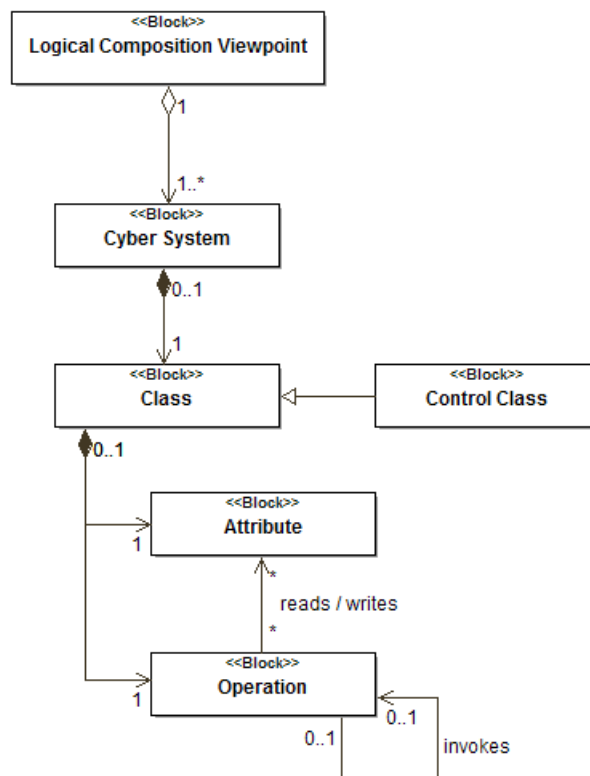 <<Block>>
Logical Composition Viewpoint
1
1..*
<<Block>>
Cyber System
0..1
1
<<Block>>
Class
<<Block>>
Control Class
0..1
<<Block>>
Attribute
1
*
reads / writes
*
<<Block>>
Operation
1
0..1
0..1
invokes